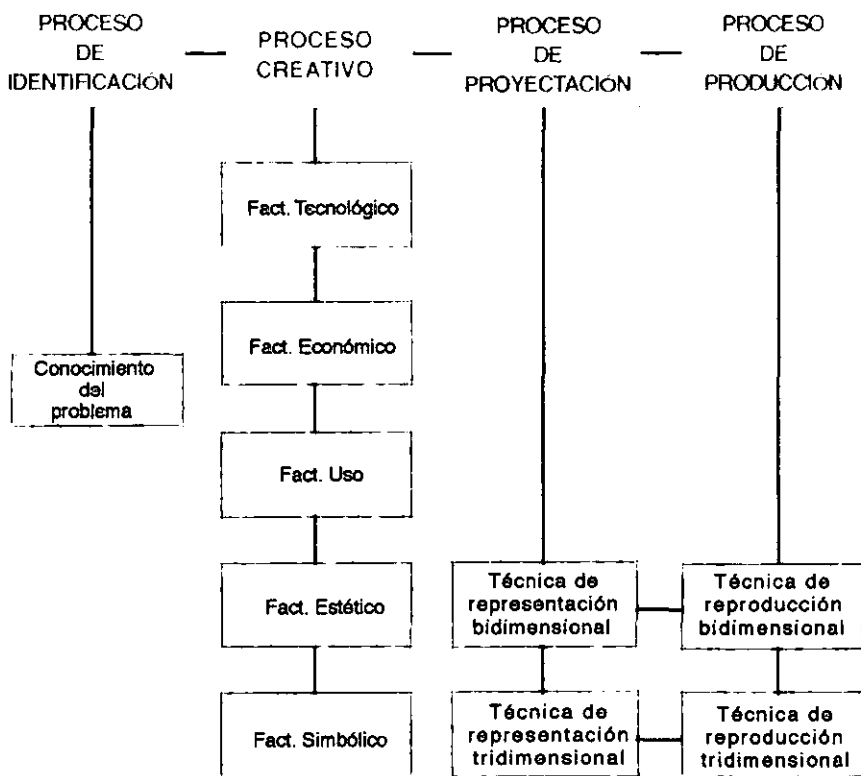 PROCESO
DE
IDENTIFICACIÓN
PROCESO
CREATIVO
PROCESO
DE
PROYECTACIÓN
PROCESO
DE
PRODUCCIÓN
Fact. Tecnológico
Fact. Económico
Conocimiento
del
problema
Fact. Uso
Fact. Estético
Técnica de
representación
bidimensional
Técnica de
reproducción
bidimensional
Fact. Simbólico
Técnica de
representación
tridimensional
Técnica de
reproducción
tridimensional